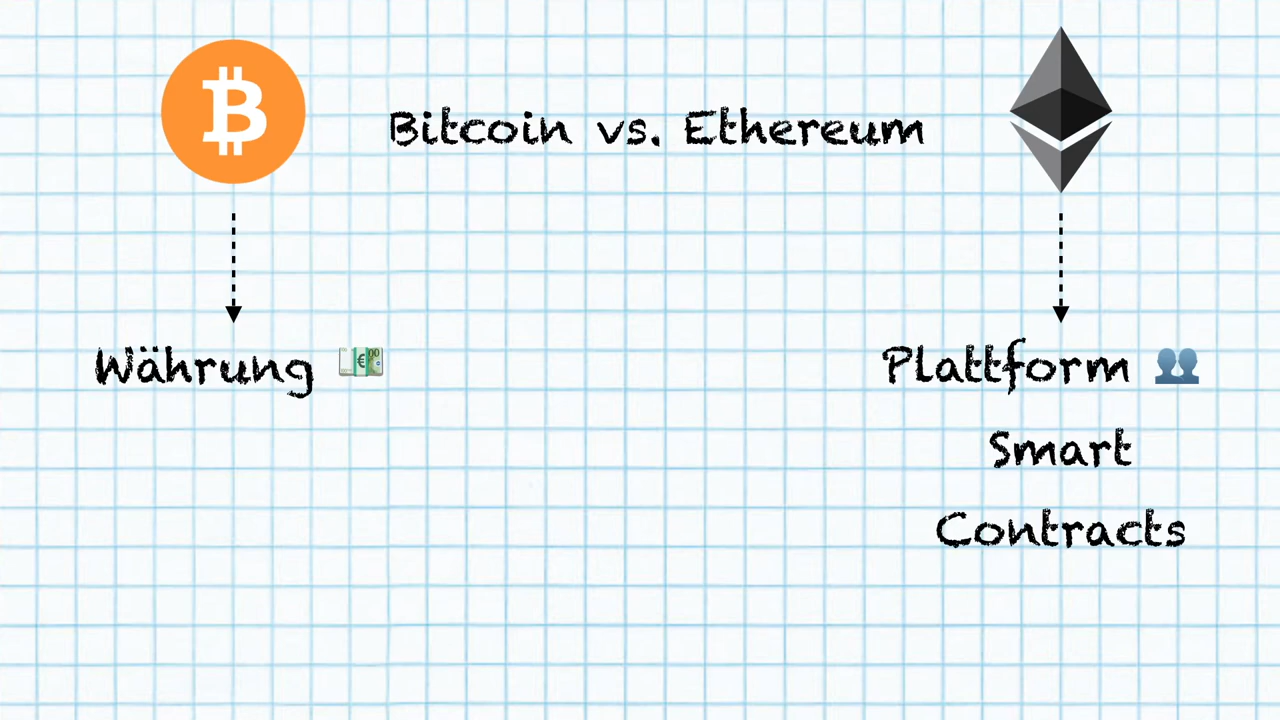 Bitcoin vs. Ethereum
Währung
Plattform
Smart
Contracts